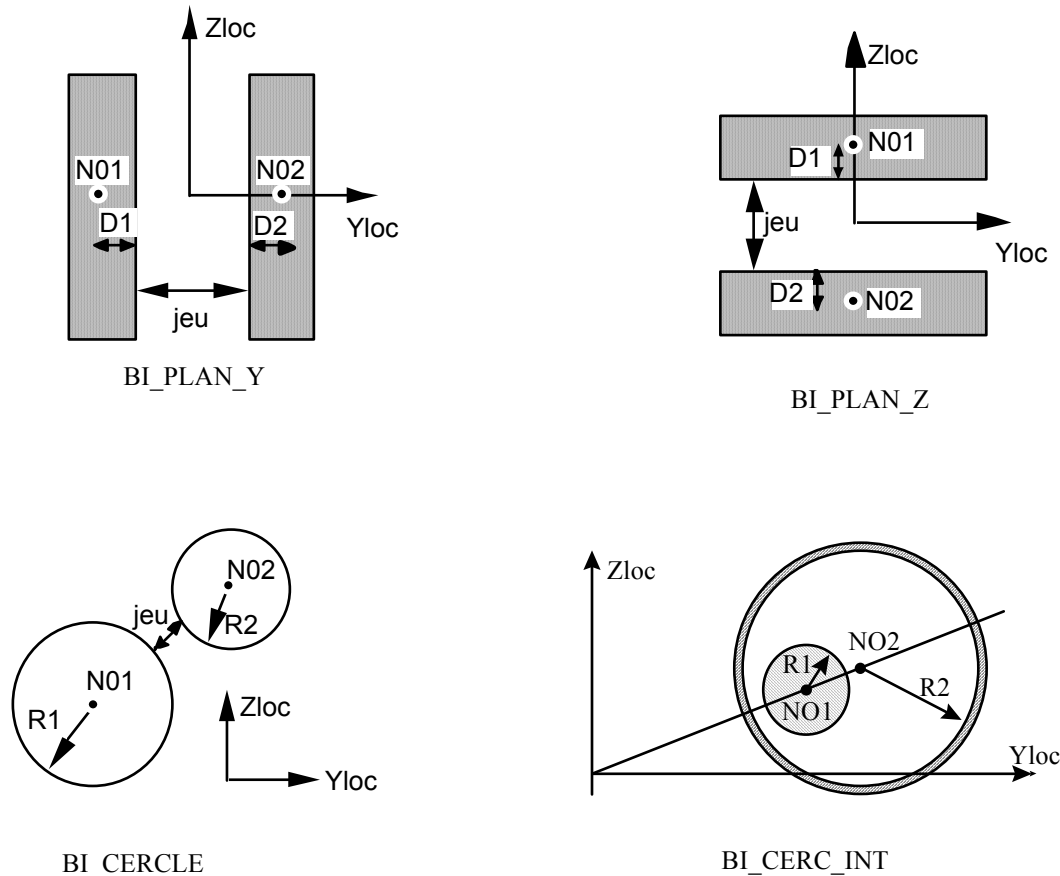 Zloc
N01
N02
D1
D2
Yloc
jeu
BI_PLAN_Y
Zloc
N01
D1
jeu
Yloc
D2
N02
BI_PLAN_Z
N02
jeu
R2
N01
R1
Zloc
Yloc
BI_CERCLE
Zloc
NO2
R1
R2
NO1
Yloc
BI_CERC_INT